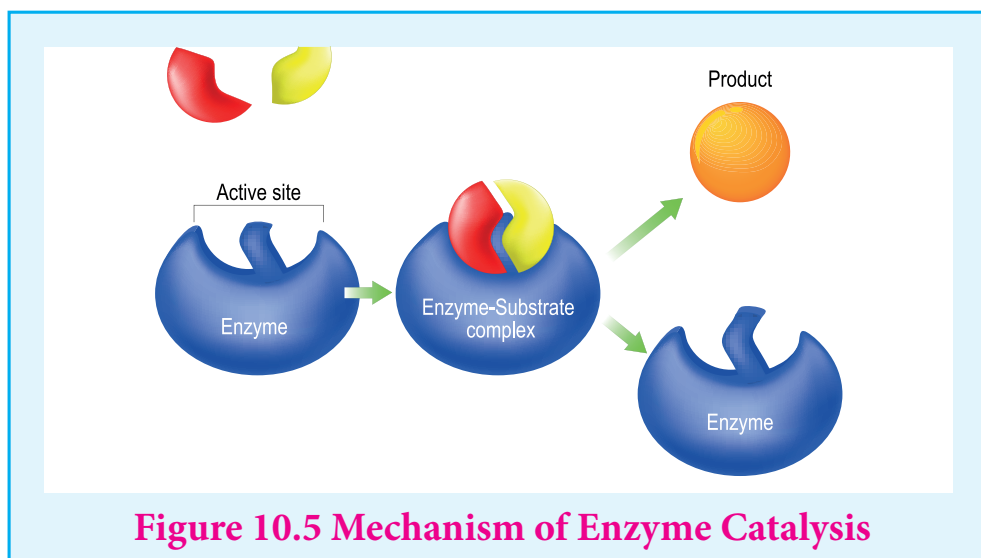 Product
Active site
Enzyme
Enzyme-Substrate
complex
Enzyme
Figure 10.5 Mechanism of Enzyme Catalysis